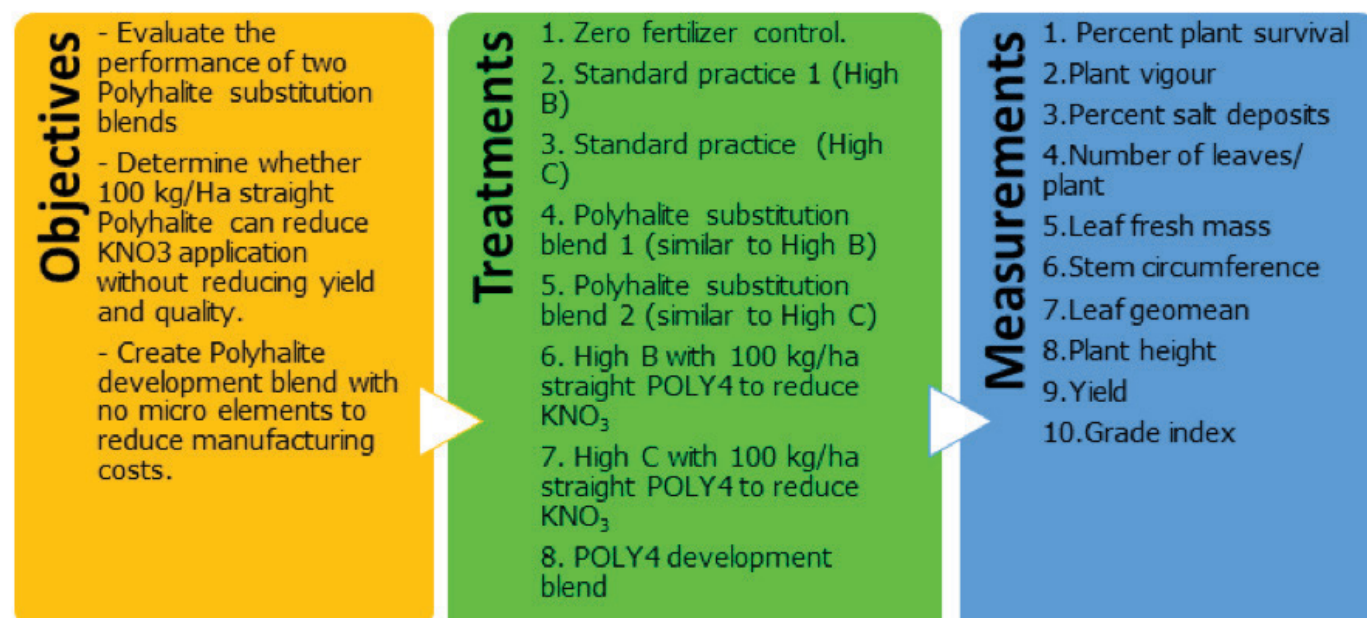 Objectives
- Evaluate the
performance of two
Polyhalite substitution
blends
- Determine whether
100 kg/Ha straight
Polyhalite can reduce
KNO3 application
without reducing yield
and quality.
- Create Polyhalite
development blend with
no micro elements to
reduce manufacturing
costs.
Treatments
1. Zero fertilizer control.
2. Standard practice 1 (High
B)
3. Standard practice (High
C)
4. Polyhalite substitution
blend 1 (similar to High B)
5. Polyhalite substitution
blend 2 (similar to High C)
6. High B with 100 kg/ha
straight POLY4 to reduce
KNO₃
7. High C with 100 kg/ha
straight POLY4 to reduce
KNO₃
8. POLY4 development
blend
Measurements
1. Percent plant survival
2.Plant vigour
3.Percent salt deposits
4.Number of leaves/
plant
5.Leaf fresh mass
6.Stem circumference
7.Leaf geomean
8.Plant height
9.Yield
10.Grade index